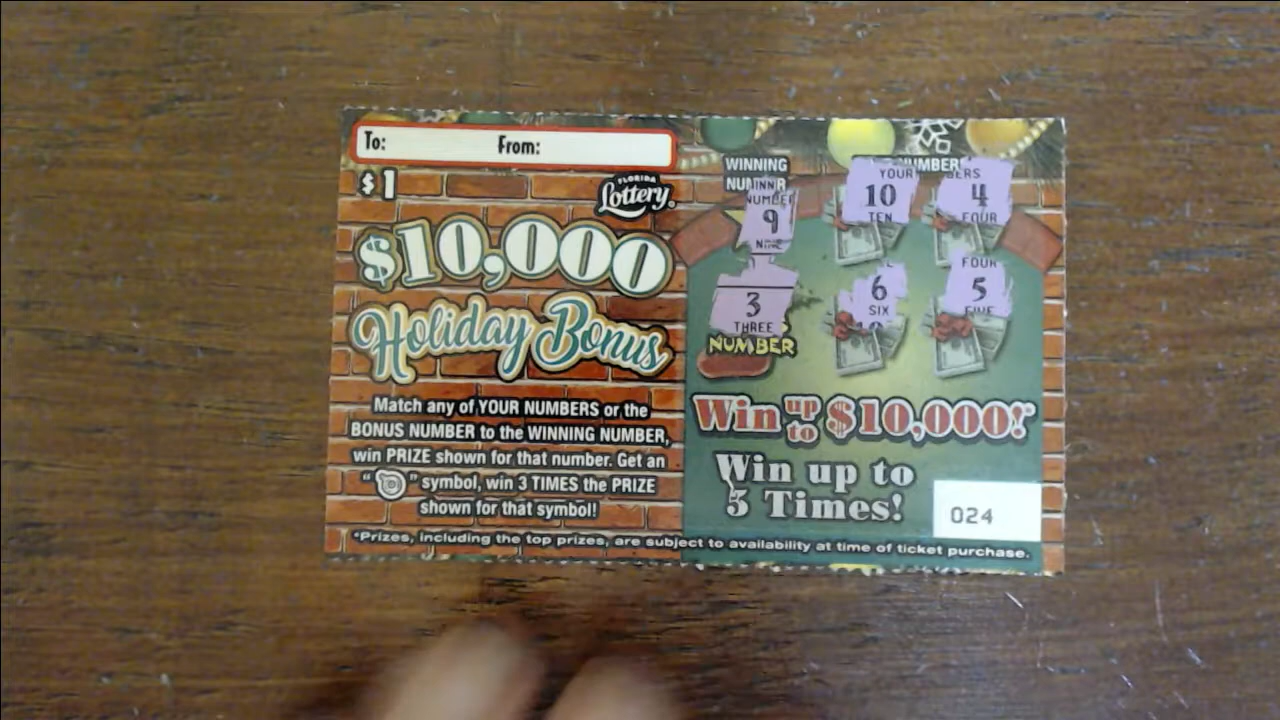 To: From:
$1
FLORIDA
Lottery®
$10,000
Holiday Bonus
Match any of YOUR NUMBERS or the
BONUS NUMBER to the WINNING NUMBER,
win PRIZE shown for that number. Get an
" " symbol, win 3 TIMES the PRIZE
shown for that symbol!
WINNING
NUMBER
9
NINE
3
THREE
NUMBER
YOUR
10
TEN
4
FOUR
6
SIX
FOUR
5
FIVE
Win up to $10,000!*
Win up to
5 Times!
024
*Prizes, including the top prizes, are subject to availability at time of ticket purchase.